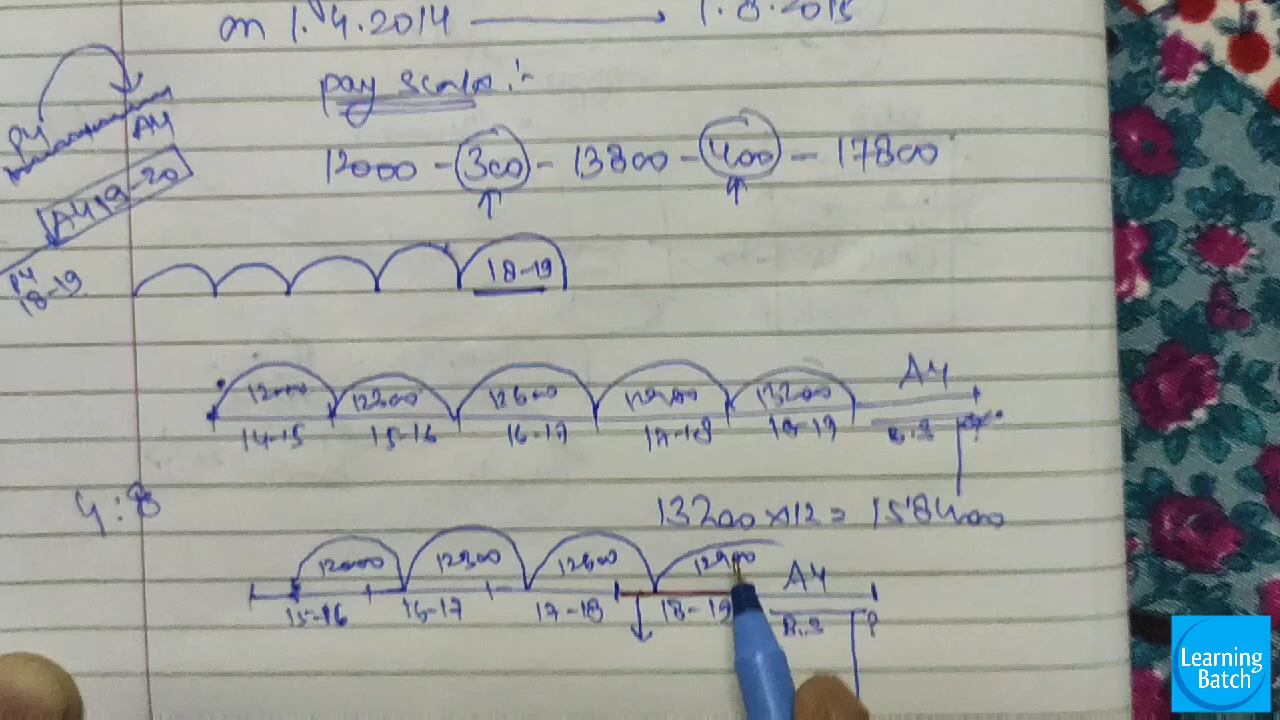 on 1.4.2014 → 1.8.2015
pay scale :-
PY AY
12000 - 300 - 13800 - 400 - 17800
AY 19-20
PY 18-19
18-19
12000 12300 12600 12900 13200 AY
14-15 15-16 16-17 17-18 18-19 B.S
4:8
13200 × 12 = 158400
12000 12300 12600 12900 AY
15-16 16-17 17-18 18-19 B.S ?
Learning
Batch